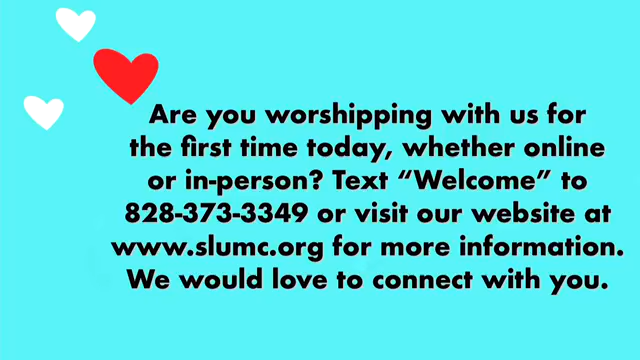 Are you worshipping with us for
the first time today, whether online
or in-person? Text “Welcome” to
828-373-3349 or visit our website at
www.slumc.org for more information.
We would love to connect with you.